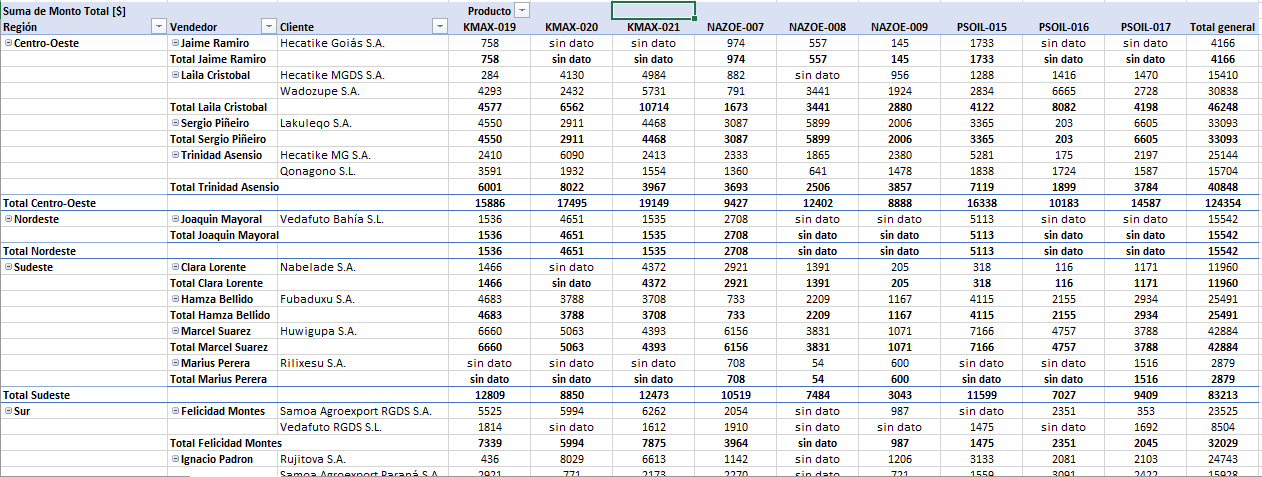 Suma de Monto Total [$] Producto
Región Vendedor Cliente KMAX-019 KMAX-020 KMAX-021 NAZOE-007 NAZOE-008 NAZOE-009 PSOIL-015 PSOIL-016 PSOIL-017 Total general
Centro-Oeste Jaime Ramiro Hecatike Goiás S.A. 758 sin dato sin dato 974 557 145 1733 sin dato sin dato 4166
Total Jaime Ramiro 758 sin dato sin dato 974 557 145 1733 sin dato sin dato 4166
Laila Cristobal Hecatike MGDS S.A. 284 4130 4984 882 sin dato 956 1288 1416 1470 15410
Wadozupe S.A. 4293 2432 5731 791 3441 1924 2834 6665 2728 30838
Total Laila Cristobal 4577 6562 10714 1673 3441 2880 4122 8082 4198 46248
Sergio Piñeiro Lakuleqo S.A. 4550 2911 4468 3087 5899 2006 3365 203 6605 33093
Total Sergio Piñeiro 4550 2911 4468 3087 5899 2006 3365 203 6605 33093
Trinidad Asensio Hecatike MG S.A. 2410 6090 2413 2333 1865 2380 5281 175 2197 25144
Qonagono S.L. 3591 1932 1554 1360 641 1478 1838 1724 1587 15704
Total Trinidad Asensio 6001 8022 3967 3693 2506 3857 7119 1899 3784 40848
Total Centro-Oeste 15886 17495 19149 9427 12402 8888 16338 10183 14587 124354
Nordeste Joaquin Mayoral Vedafuto Bahía S.L. 1536 4651 1535 2708 sin dato sin dato 5113 sin dato sin dato 15542
Total Joaquin Mayoral 1536 4651 1535 2708 sin dato sin dato 5113 sin dato sin dato 15542
Total Nordeste 1536 4651 1535 2708 sin dato sin dato 5113 sin dato sin dato 15542
Sudeste Clara Lorente Nabelade S.A. 1466 sin dato 4372 2921 1391 205 318 116 1171 11960
Total Clara Lorente 1466 sin dato 4372 2921 1391 205 318 116 1171 11960
Hamza Bellido Fubaduxu S.A. 4683 3788 3708 733 2209 1167 4115 2155 2934 25491
Total Hamza Bellido 4683 3788 3708 733 2209 1167 4115 2155 2934 25491
Marcel Suarez Huwigupa S.A. 6660 5063 4393 6156 3831 1071 7166 4757 3788 42884
Total Marcel Suarez 6660 5063 4393 6156 3831 1071 7166 4757 3788 42884
Marius Perera Rilixesu S.A. sin dato sin dato sin dato 708 54 600 sin dato sin dato 1516 2879
Total Marius Perera sin dato sin dato sin dato 708 54 600 sin dato sin dato 1516 2879
Total Sudeste 12809 8850 12473 10519 7484 3043 11599 7027 9409 83213
Sur Felicidad Montes Samoa Agroexport RGDS S.A. 5525 5994 6262 2054 sin dato 987 sin dato 2351 353 23525
Vedafuto RGDS S.L. 1814 sin dato 1612 1910 sin dato sin dato 1475 sin dato 1692 8504
Total Felicidad Montes 7339 5994 7875 3964 sin dato 987 1475 2351 2045 32029
Ignacio Padron Rujitova S.A. 436 8029 6613 1142 sin dato 1206 3133 2081 2103 24743
Samoa Agroexport Paraná S.A. 2921 771 2173 2270 sin dato 721 1559 3091 2422 15928